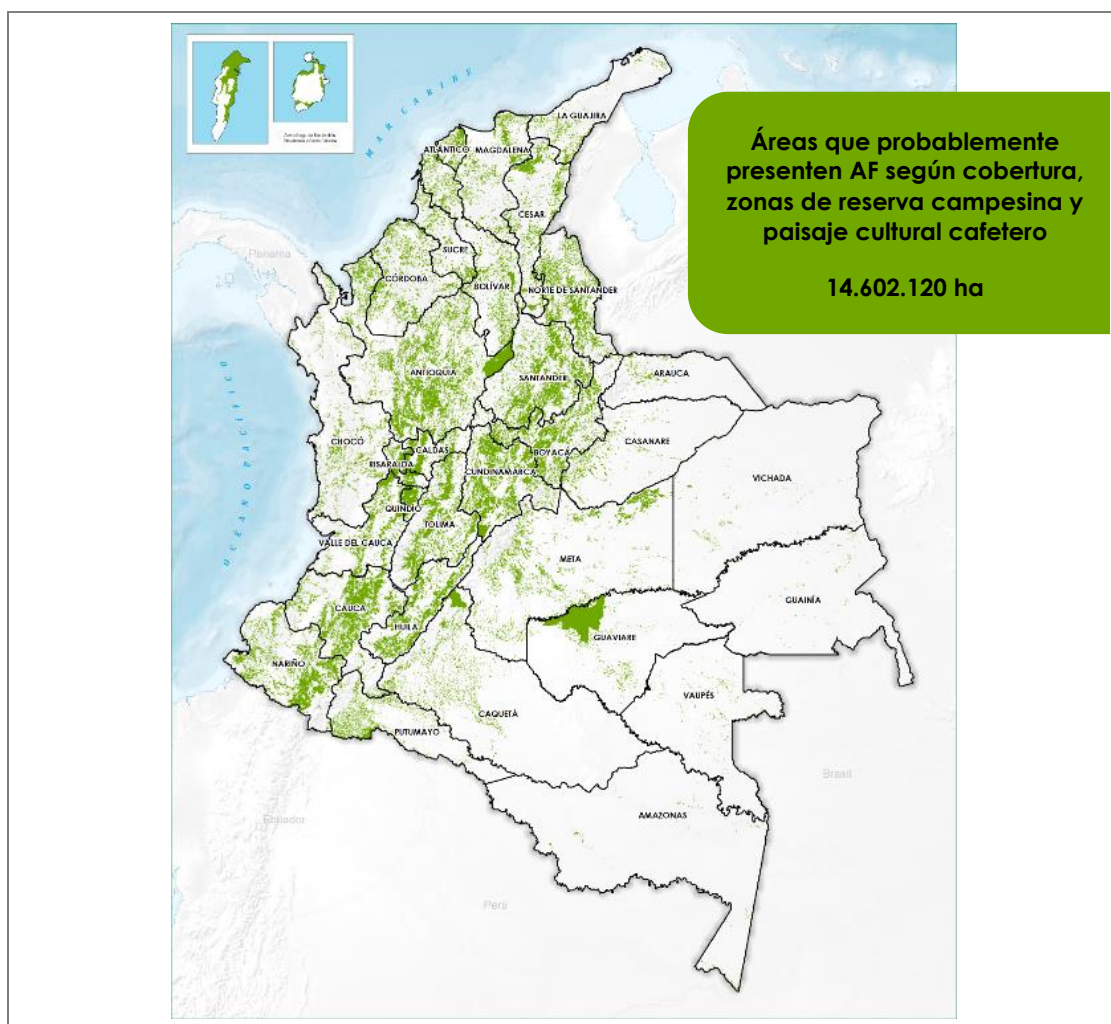 MAR CARIBE
LA GUAJIRA
ATLÁNTICO
MAGDALENA
CESAR
Áreas que probablemente
presenten AF según cobertura,
zonas de reserva campesina y
paisaje cultural cafetero
14.602.120 ha
Panamá
SUCRE
CÓRDOBA
BOLÍVAR
NORTE DE SANTANDER
ANTIOQUIA
SANTANDER
ARAUCA
OCÉANO PACÍFICO
CHOCÓ
CALDAS
BOYACÁ
CASANARE
RISARALDA
CUNDINAMARCA
VICHADA
QUINDÍO
TOLIMA
VALLE DEL CAUCA
META
GUAINÍA
CAUCA
HUILA
GUAVIARE
NARIÑO
VAUPÉS
CAQUETÁ
PUTUMAYO
Brasil
Ecuador
AMAZONAS
Perú